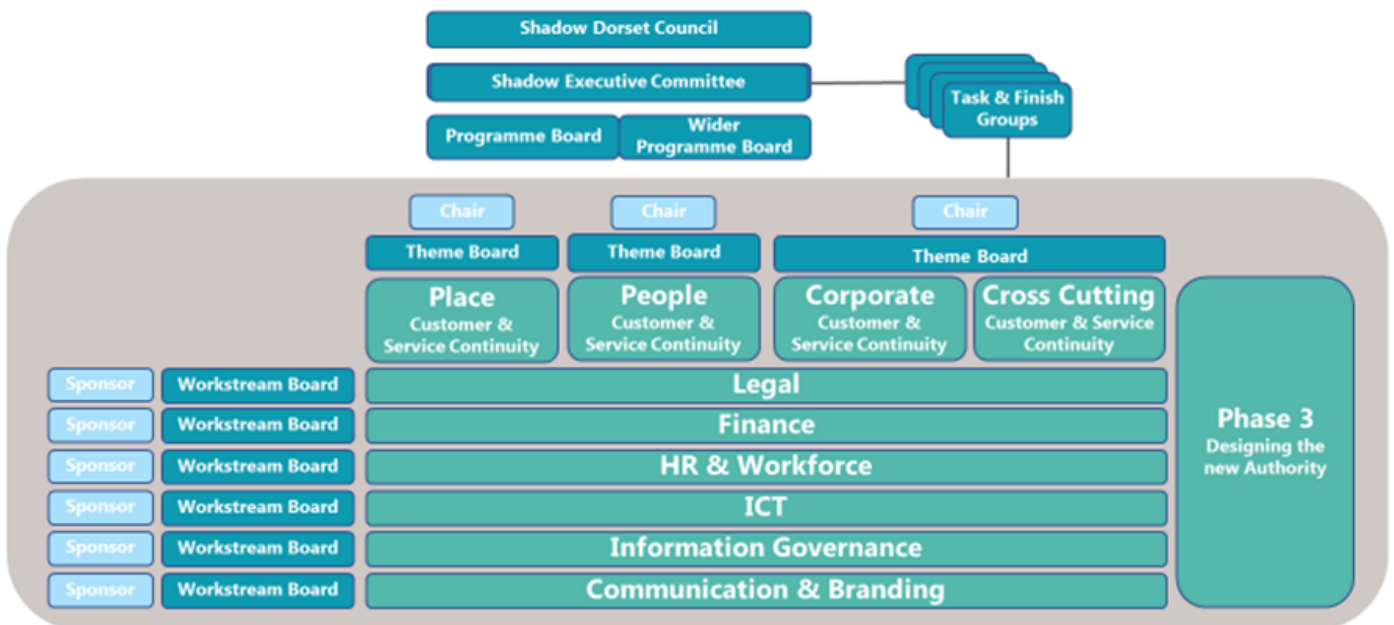 Shadow Dorset Council
Shadow Executive Committee
Task & Finish
Groups
Programme Board
Wider
Programme Board
Chair
Chair
Chair
Theme Board
Theme Board
Theme Board
Place
Customer &
Service Continuity
People
Customer &
Service Continuity
Corporate
Customer &
Service Continuity
Cross Cutting
Customer & Service
Continuity
Sponsor
Workstream Board
Legal
Sponsor
Workstream Board
Finance
Sponsor
Workstream Board
HR & Workforce
Sponsor
Workstream Board
ICT
Sponsor
Workstream Board
Information Governance
Sponsor
Workstream Board
Communication & Branding
Phase 3
Designing the
new Authority